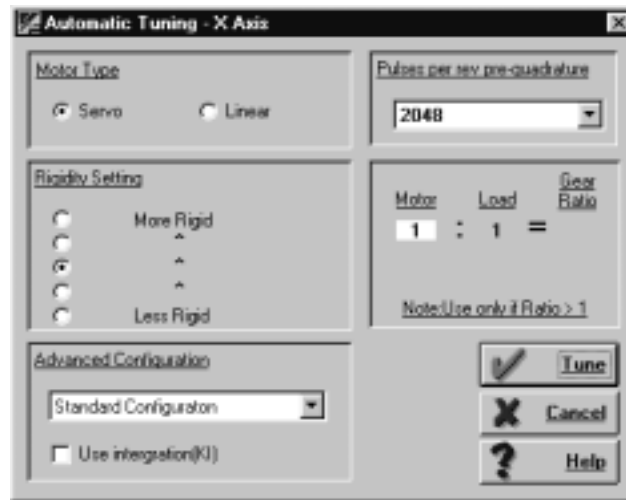 Automatic Tuning - X Axis
Motor Type
Servo
Linear
Pulses per rev pre-quadrature
2048
Rigidity Setting
More Rigid
^
^
^
Less Rigid
Motor
Load
Gear Ratio
1 : 1 =
Note:Use only if Ratio > 1
Advanced Configuration
Standard Configuraton
Use intergration(KI)
Tune
Cancel
Help